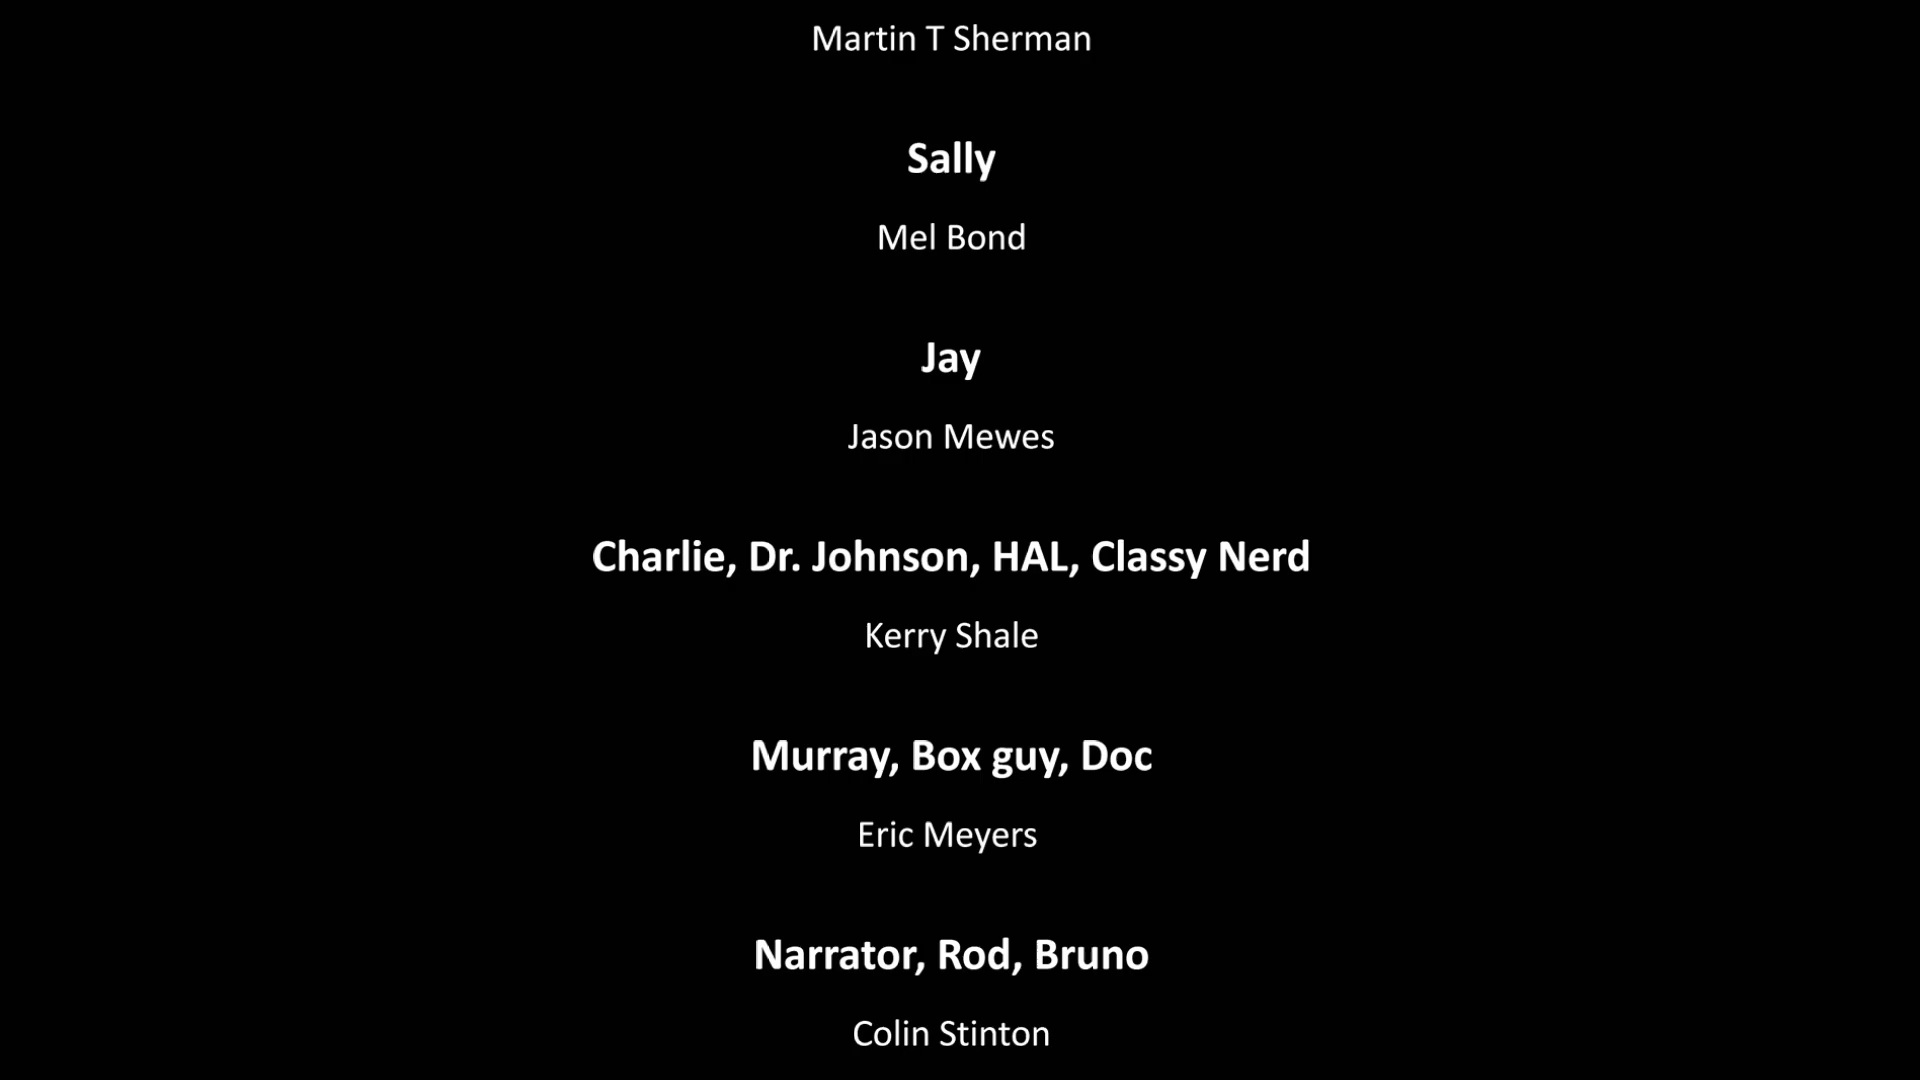 Martin T Sherman
Sally
Mel Bond
Jay
Jason Mewes
Charlie, Dr. Johnson, HAL, Classy Nerd
Kerry Shale
Murray, Box guy, Doc
Eric Meyers
Narrator, Rod, Bruno
Colin Stinton